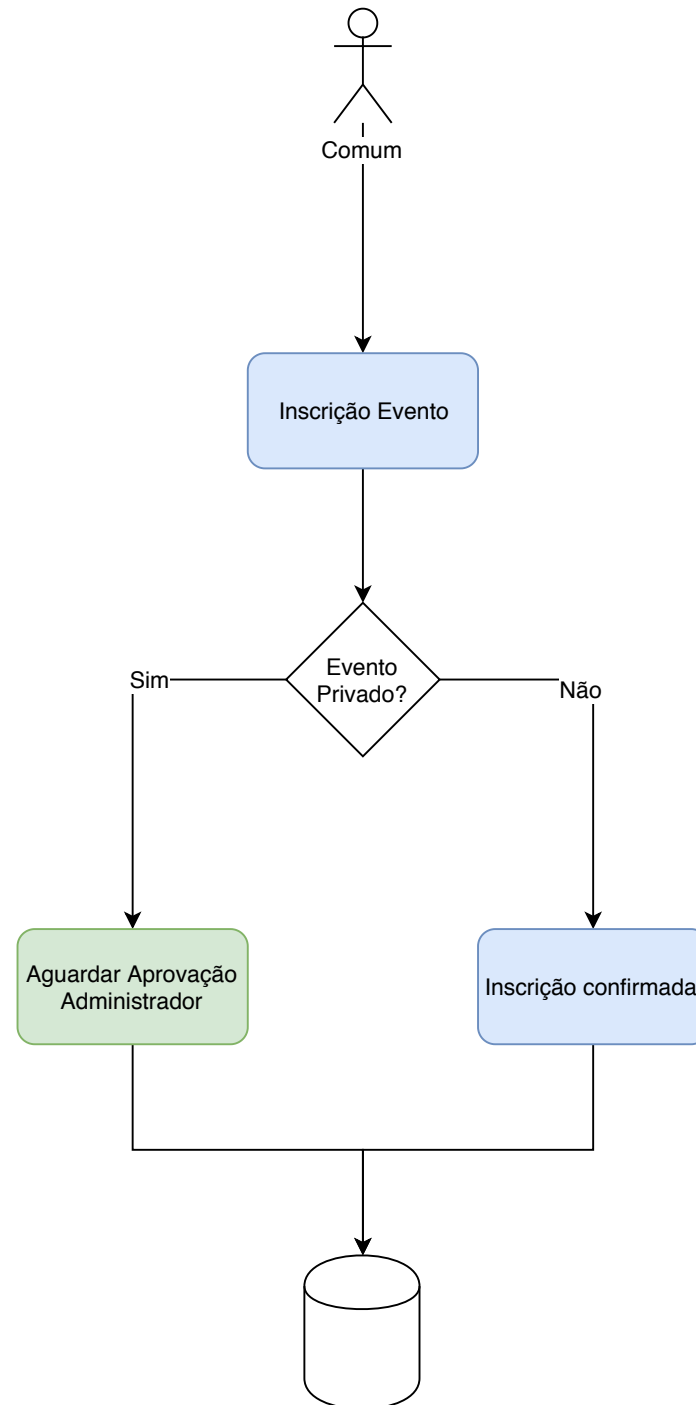 Comum
Inscrição Evento
Evento
Privado?
Sim
Não
Aguardar Aprovação
Administrador
Inscrição confirmada